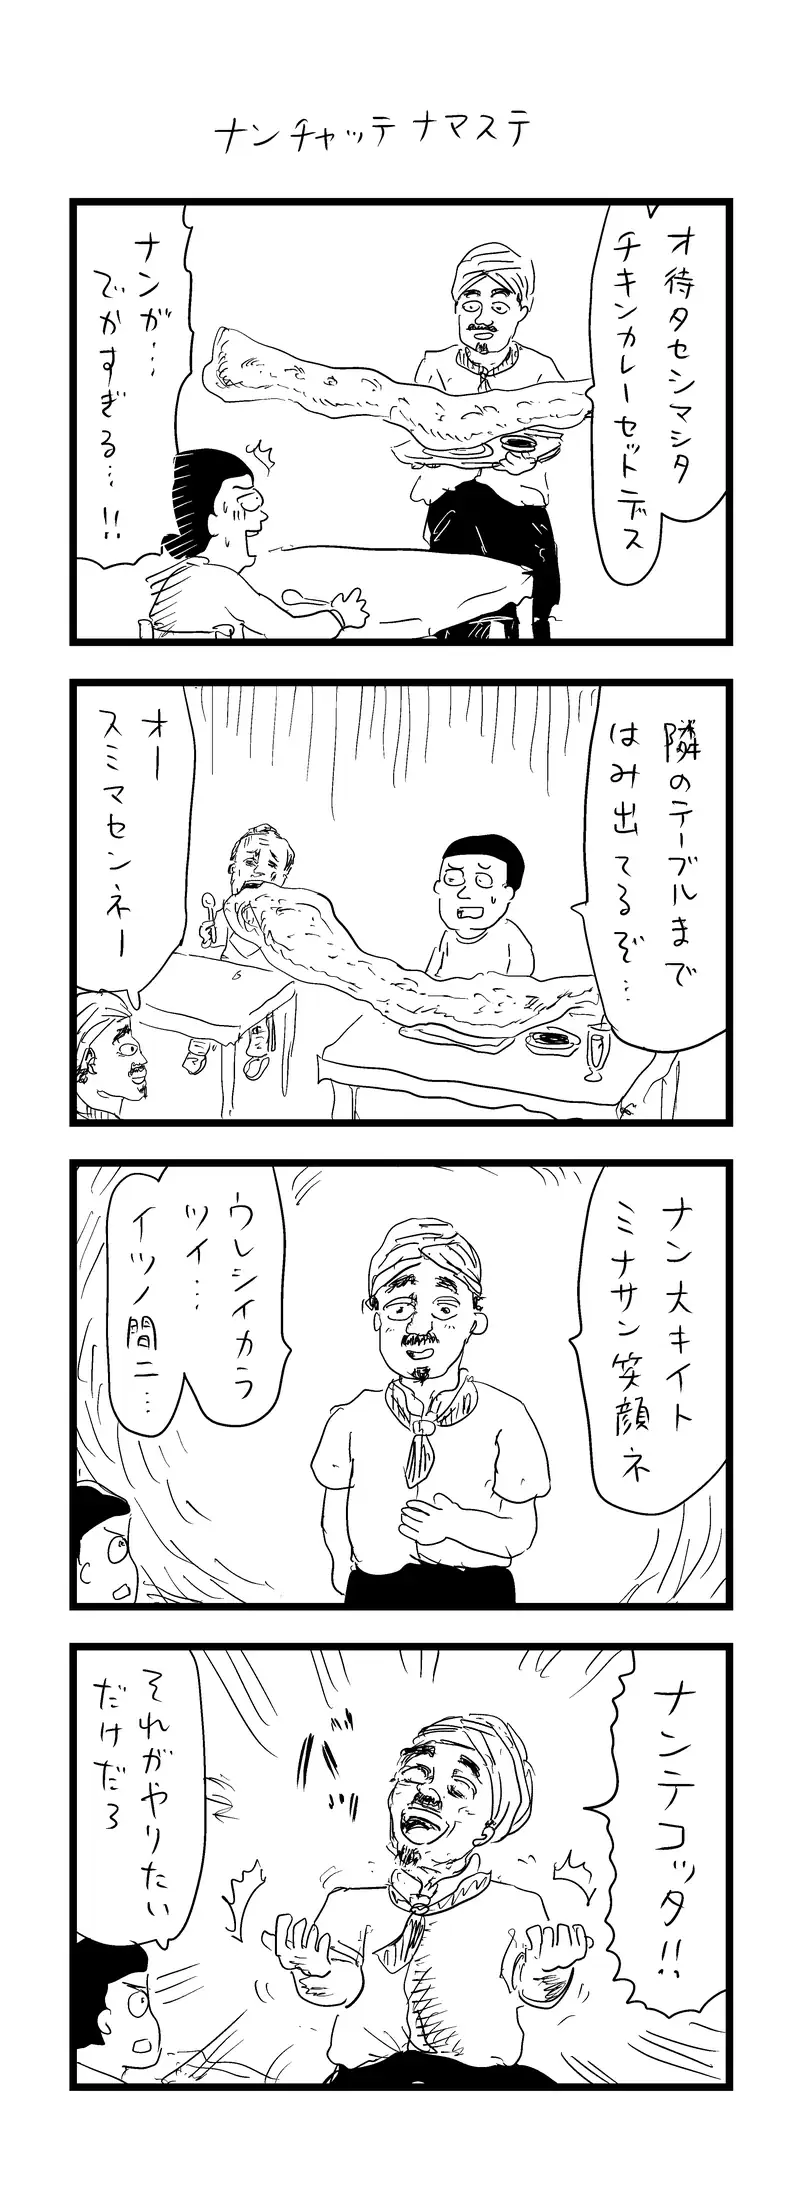 ナンチャッテナマステ
オ待タセシマシタ
チキンカレーセットデス
ナンが…
でかすぎる…!!
隣のテーブルまで
はみ出てるぞ…
オー
スミマセンネー
ナン大キイト
ミナサン笑顔ネ
ウレシイカラ
ツイ…
イツノ間ニ…
ナンテコッタ!!
それがやりたい
だけだろ